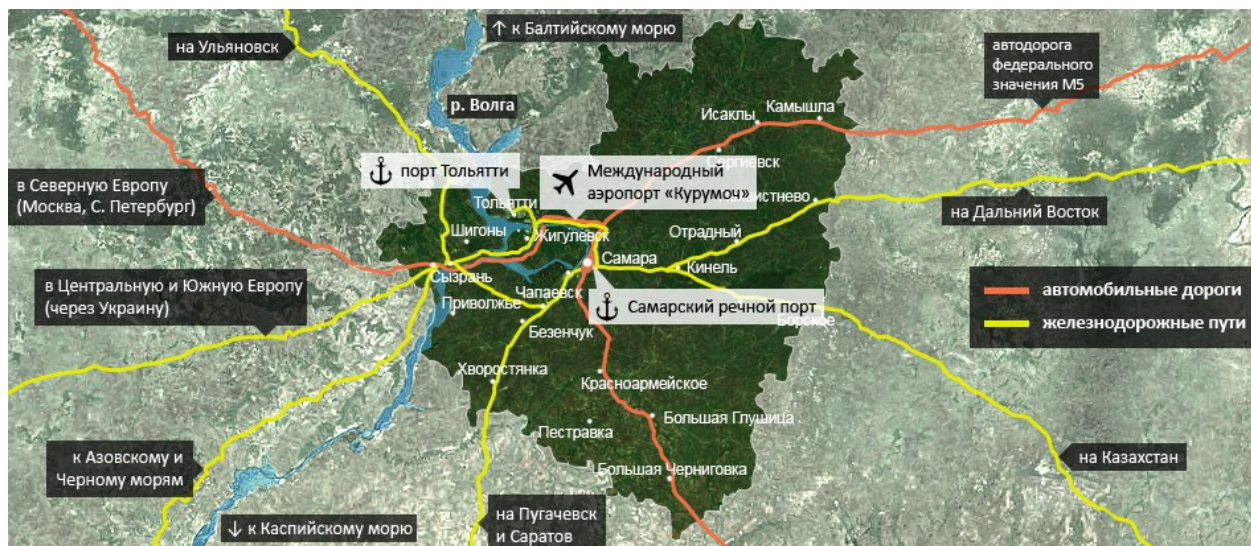 ↑ к Балтийскому морю
на Ульяновск
автодорога
федерального
значения М5
р. Волга
Камышла
Исаклы
Сергиевск
порт Тольятти
Международный
аэропорт «Курумоч»
в Северную Европу
(Москва, С. Петербург)
Тольятти
на Дальний Восток
Шигоны
Жигулевск
Отрадный
Самара
Кинель
Сызрань
в Центральную и Южную Европу
(через Украину)
Чапаевск
Приволжье
Самарский речной порт
автомобильные дороги
железнодорожные пути
Безенчук
Борское
Хворостянка
Красноармейское
Большая Глушица
Пестравка
к Азовскому и
Черному морям
Большая Черниговка
на Казахстан
↓ к Каспийскому морю
на Пугачевск
и Саратов